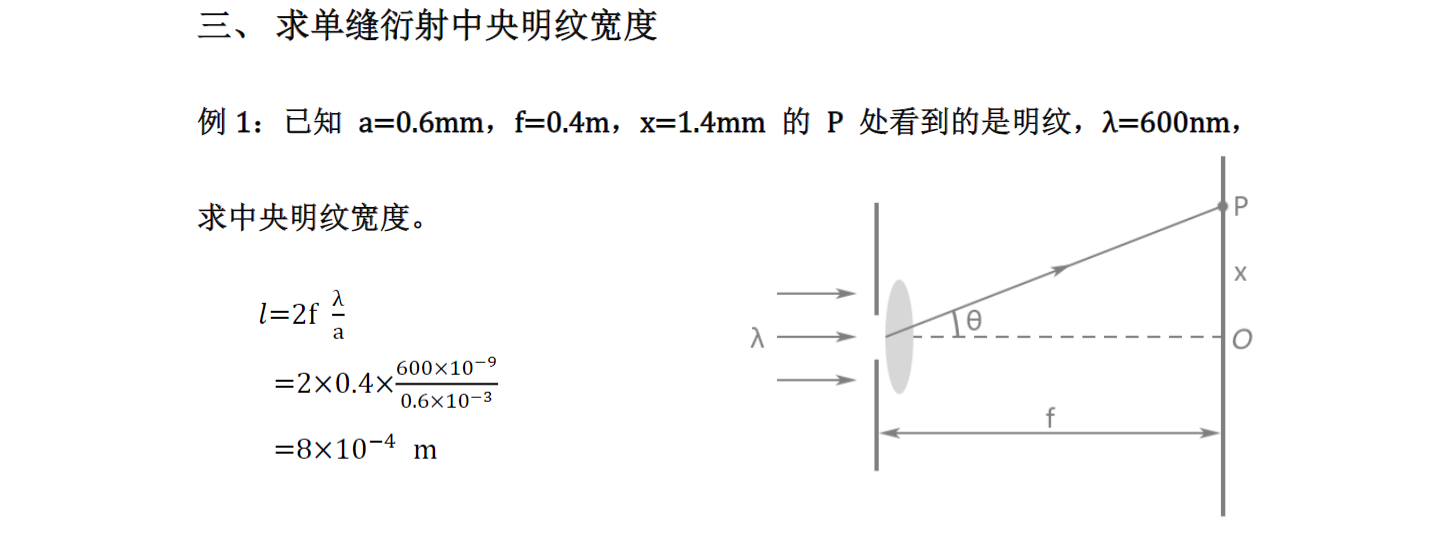 三、 求单缝衍射中央明纹宽度
例 1：已知 a=0.6mm，f=0.4m，x=1.4mm 的 P 处看到的是明纹，λ=600nm，
求中央明纹宽度。
l=2f λ/a
=2×0.4×600×10⁻⁹/0.6×10⁻³
=8×10⁻⁴ m
P
x
θ
λ
O
f